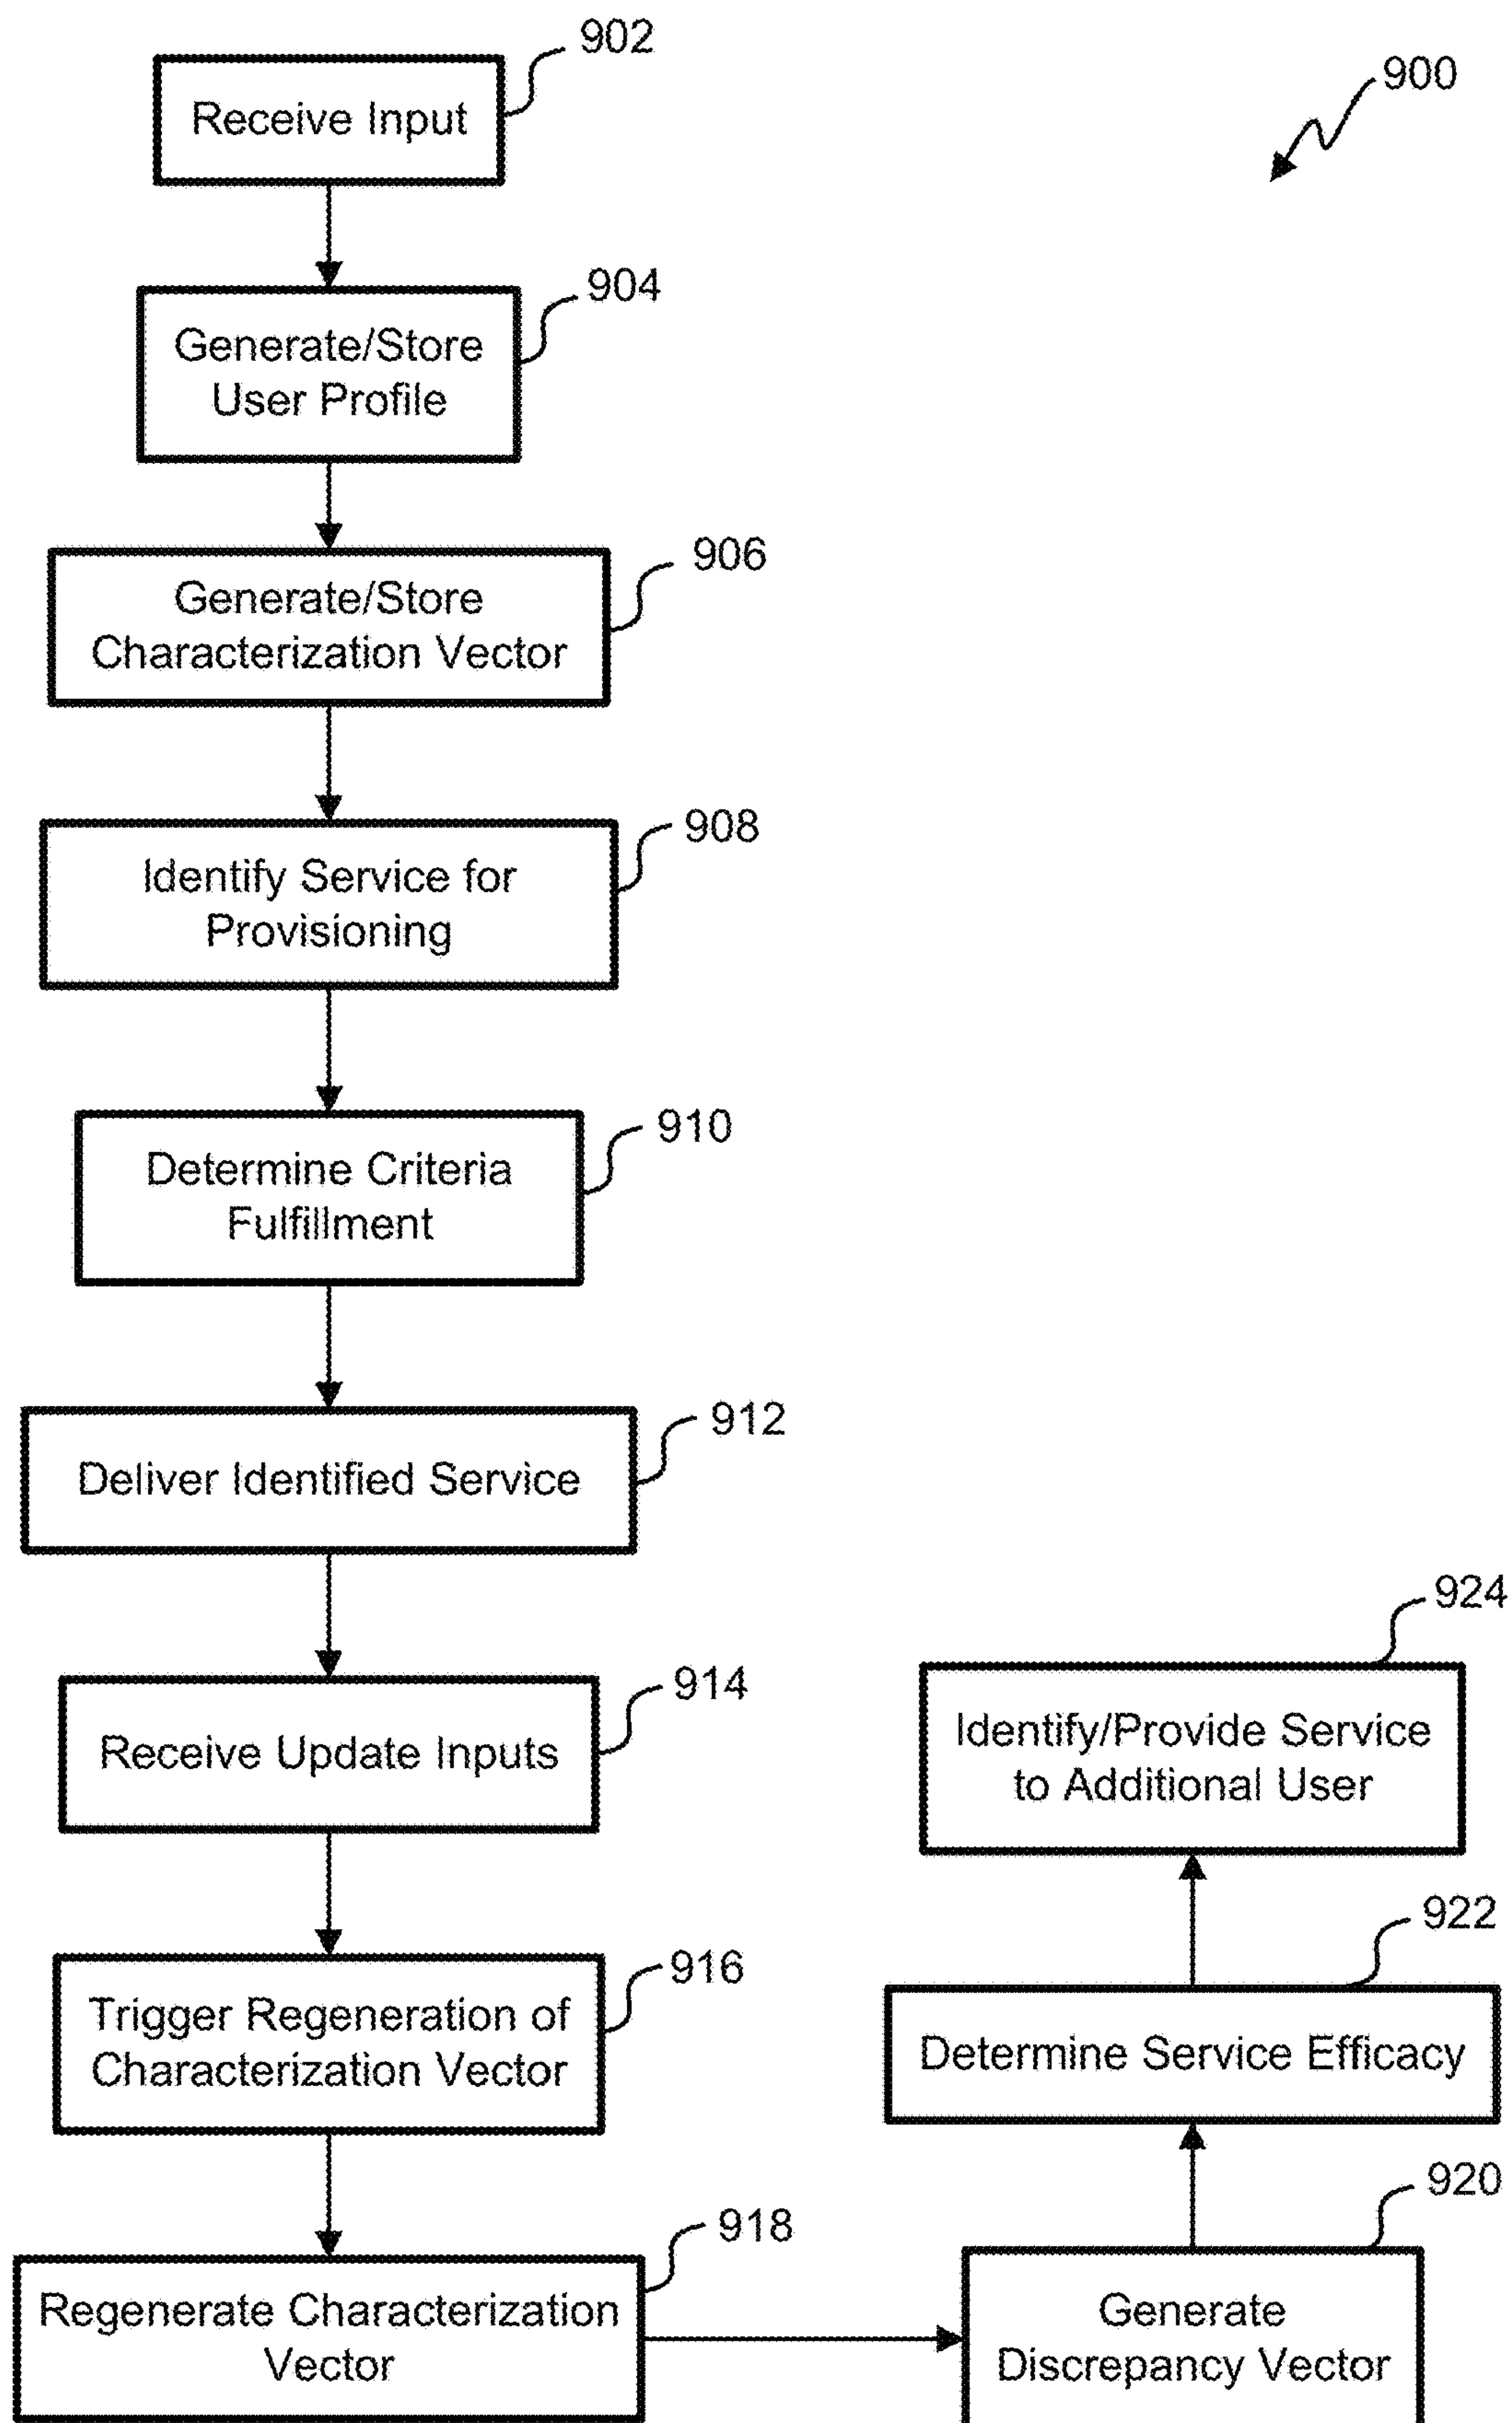 902
900
Receive Input
904
Generate/Store
User Profile
906
Generate/Store
Characterization Vector
908
Identify Service for
Provisioning
910
Determine Criteria
Fulfillment
912
Deliver Identified Service
914
Receive Update Inputs
916
Trigger Regeneration of
Characterization Vector
918
Regenerate Characterization
Vector
920
Generate
Discrepancy Vector
922
Determine Service Efficacy
924
Identify/Provide Service
to Additional User